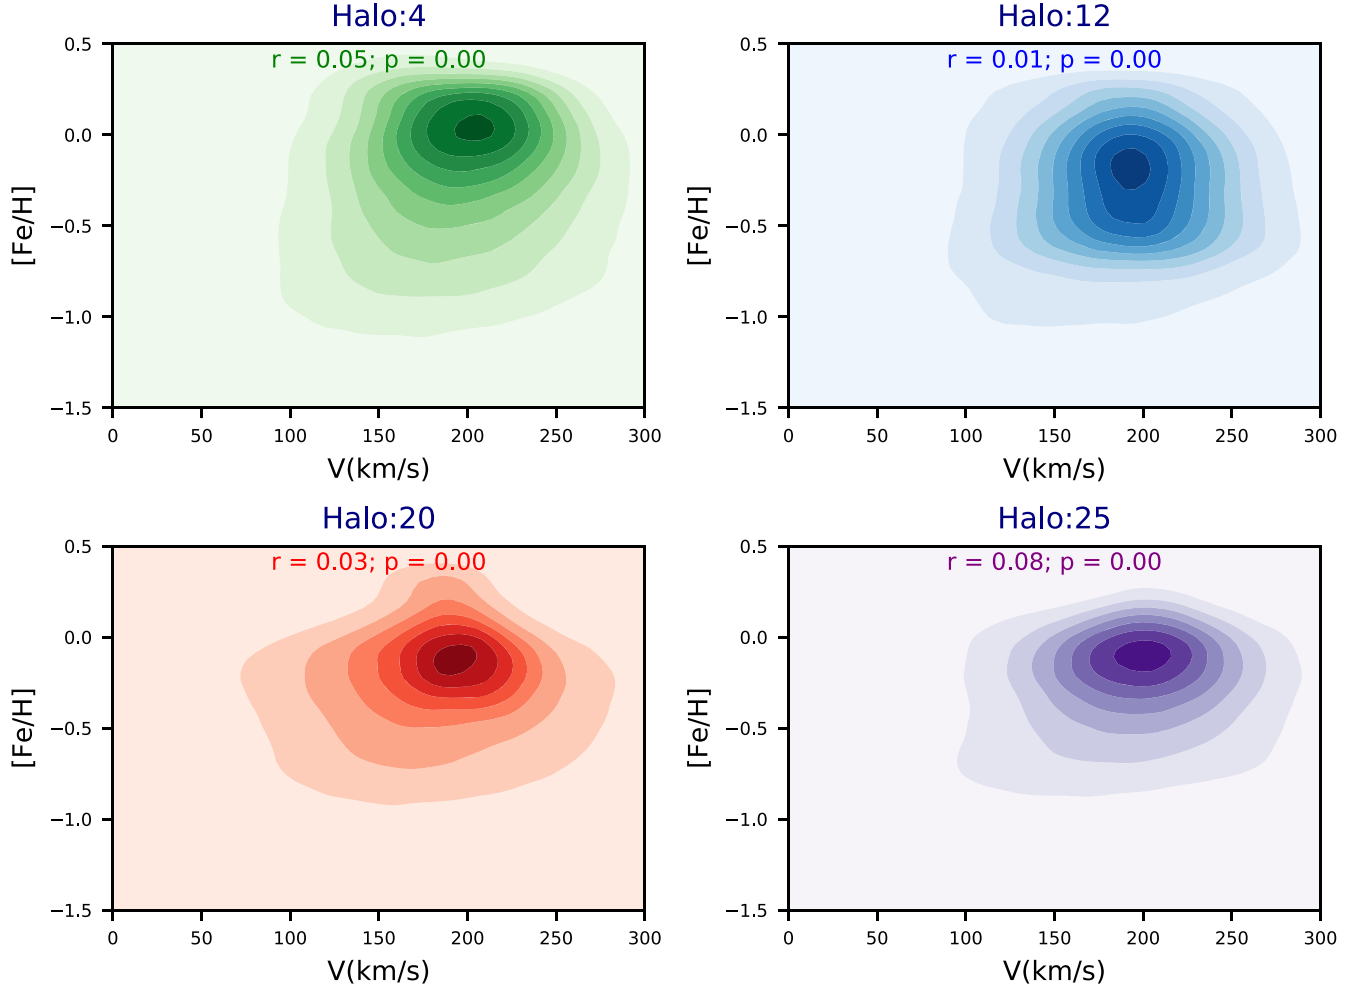 Halo:4
r = 0.05; p = 0.00
0.5
0.0
−0.5
−1.0
−1.5
[Fe/H]
0 50 100 150 200 250 300
V(km/s)
Halo:12
r = 0.01; p = 0.00
0.5
0.0
−0.5
−1.0
−1.5
[Fe/H]
0 50 100 150 200 250 300
V(km/s)
Halo:20
r = 0.03; p = 0.00
0.5
0.0
−0.5
−1.0
−1.5
[Fe/H]
0 50 100 150 200 250 300
V(km/s)
Halo:25
r = 0.08; p = 0.00
0.5
0.0
−0.5
−1.0
−1.5
[Fe/H]
0 50 100 150 200 250 300
V(km/s)